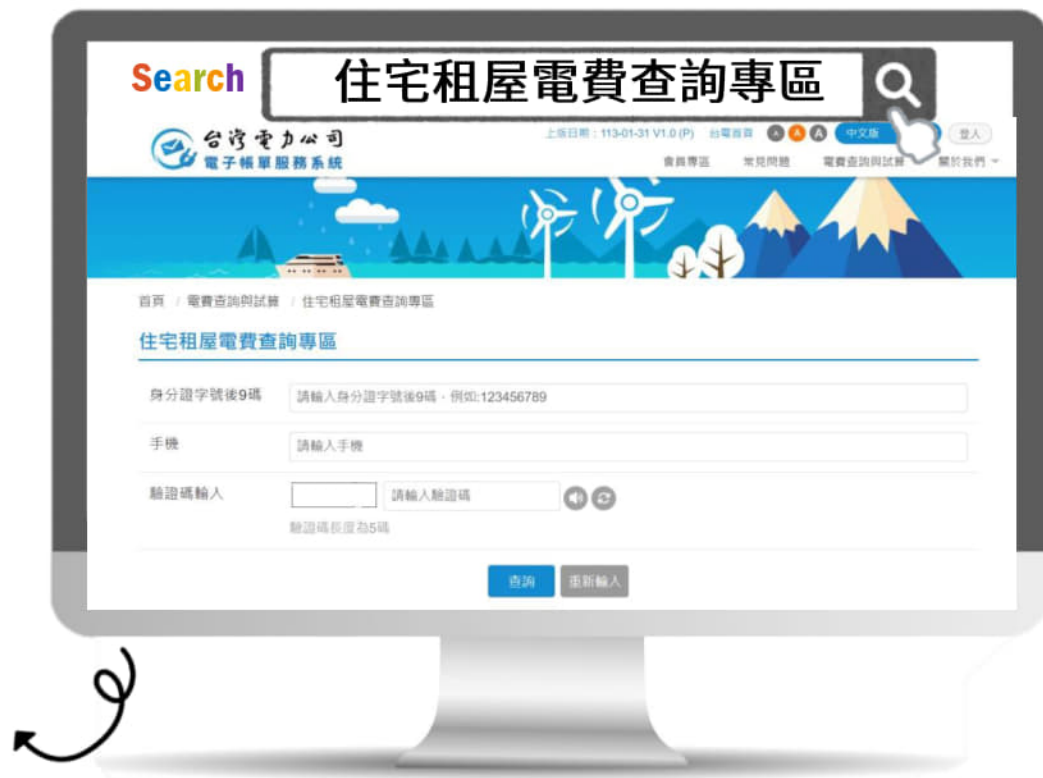 Search 住宅租屋電費查詢專區
台灣電力公司
電子帳單服務系統
上版日期：113-01-31 V1.0 (P) 台電首頁 A A A 中文版 登入
會員專區 常見問題 電費查詢與試算 關於我們
首頁 / 電費查詢與試算 / 住宅租屋電費查詢專區
住宅租屋電費查詢專區
身分證字號後9碼 請輸入身分證字號後9碼，例如:123456789
手機 請輸入手機
驗證碼輸入 請輸入驗證碼
驗證碼長度為5碼
查詢 重新輸入